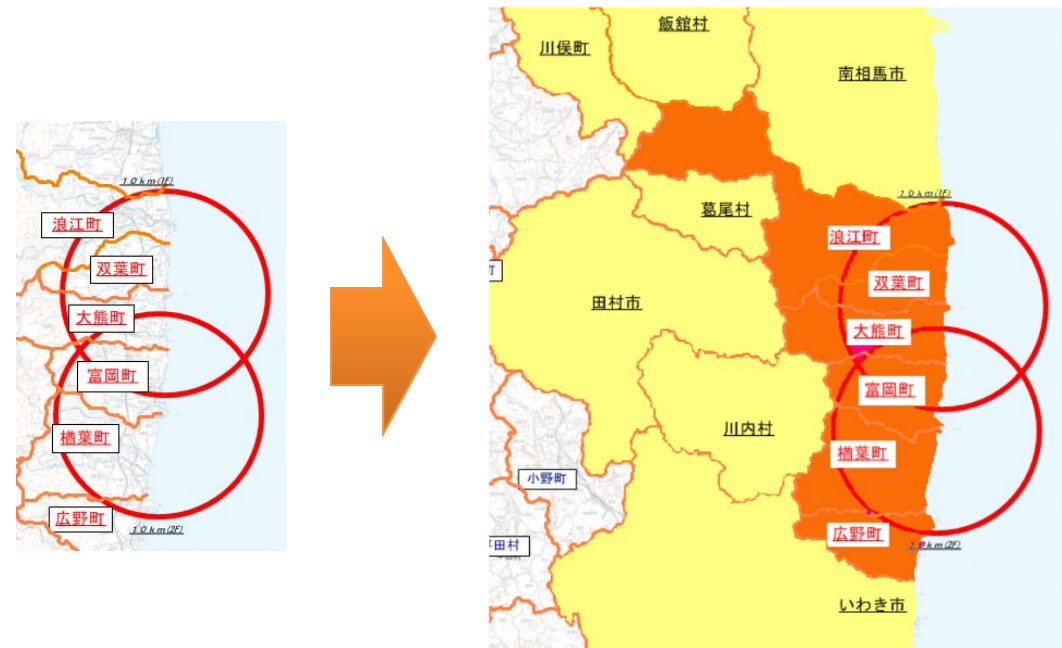 10km(1F)
浪江町
双葉町
大熊町
富岡町
楢葉町
広野町
10km(2F)
飯舘村
川俣町
南相馬市
10km(1F)
葛尾村
浪江町
双葉町
田村市
大熊町
富岡町
川内村
楢葉町
小野町
広野町
10km(2F)
いわき市